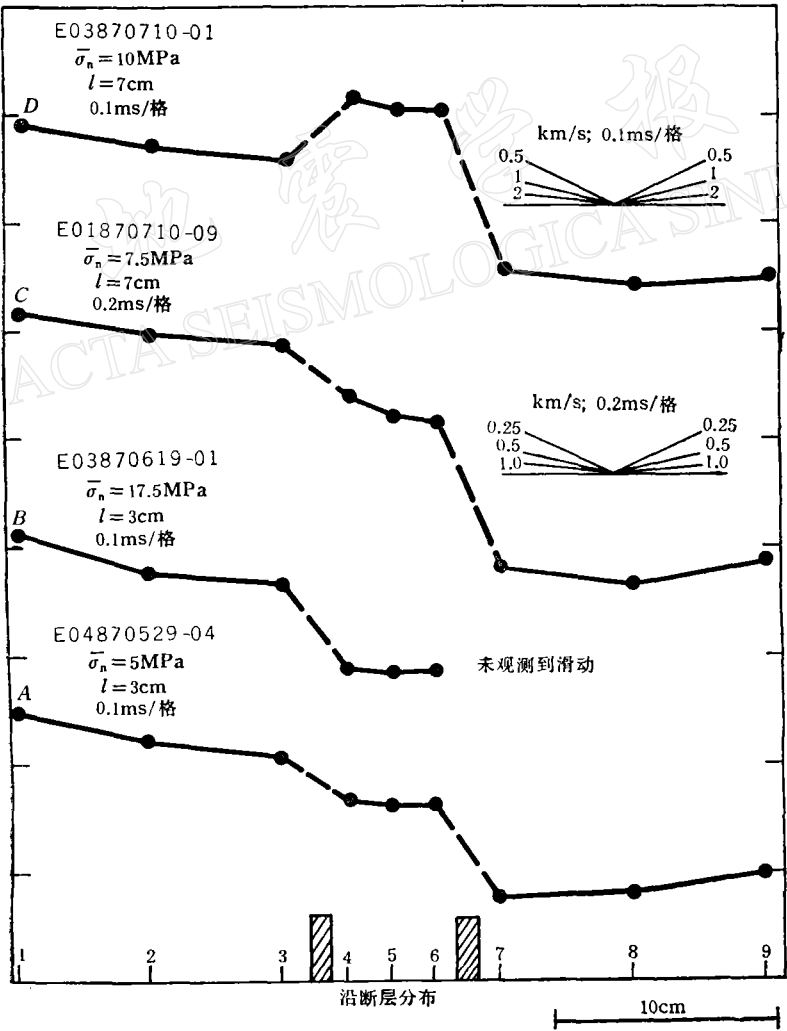 E03870710-01
σ̄ₙ=10MPa
l=7cm
0.1ms/格
D
km/s; 0.1ms/格
0.5 0.5
1 1
2 2
E01870710-09
σ̄ₙ=7.5MPa
l=7cm
0.2ms/格
C
km/s; 0.2ms/格
0.25 0.25
0.5 0.5
1.0 1.0
E03870619-01
σ̄ₙ=17.5MPa
l=3cm
0.1ms/格
B
E04870529-04
σ̄ₙ=5MPa
l=3cm
0.1ms/格
A
未观测到滑动
1 2 3 4 5 6 7 8 9
沿断层分布
10cm
地震学报
ACTA SEISMOLOGICA SINI